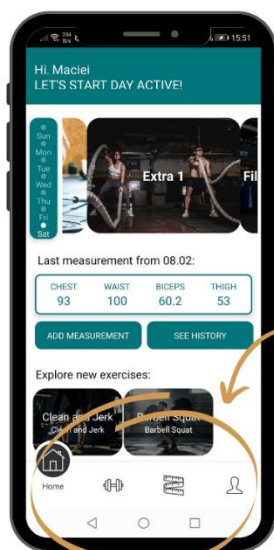 15:51
Hi. Maciei
LET'S START DAY ACTIVE!
Sun
Mon
Tue
Wed
Thu
Fri
Sat
Extra 1
Fil
Last measurement from 08.02:
CHEST WAIST BICEPS THIGH
93 100 60.2 53
ADD MEASUREMENT SEE HISTORY
Explore new exercises:
Clean and Jerk Barbell Squat
Clean and Jerk Barbell Squat
Home